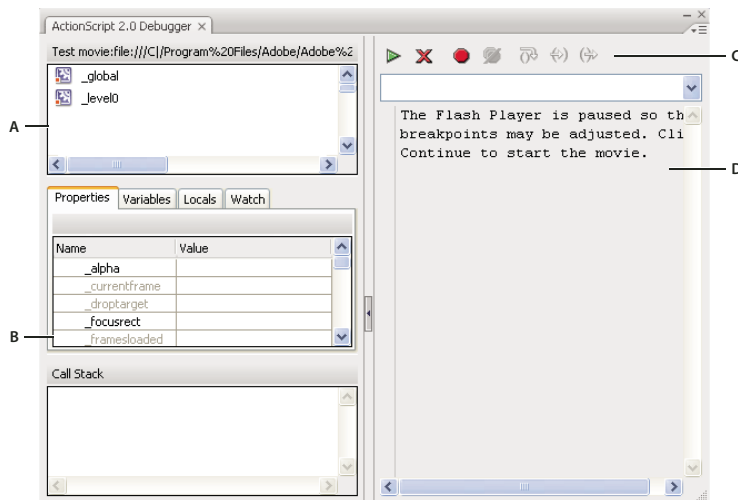 ActionScript 2.0 Debugger ×
Test movie:file:///C|/Program%20Files/Adobe/Adobe%2
_global
_level0
A
Properties Variables Locals Watch
Name Value
_alpha
_currentframe
_droptarget
_focusrect
_framesloaded
B
Call Stack
C
The Flash Player is paused so th
breakpoints may be adjusted. Cli
Continue to start the movie.
D